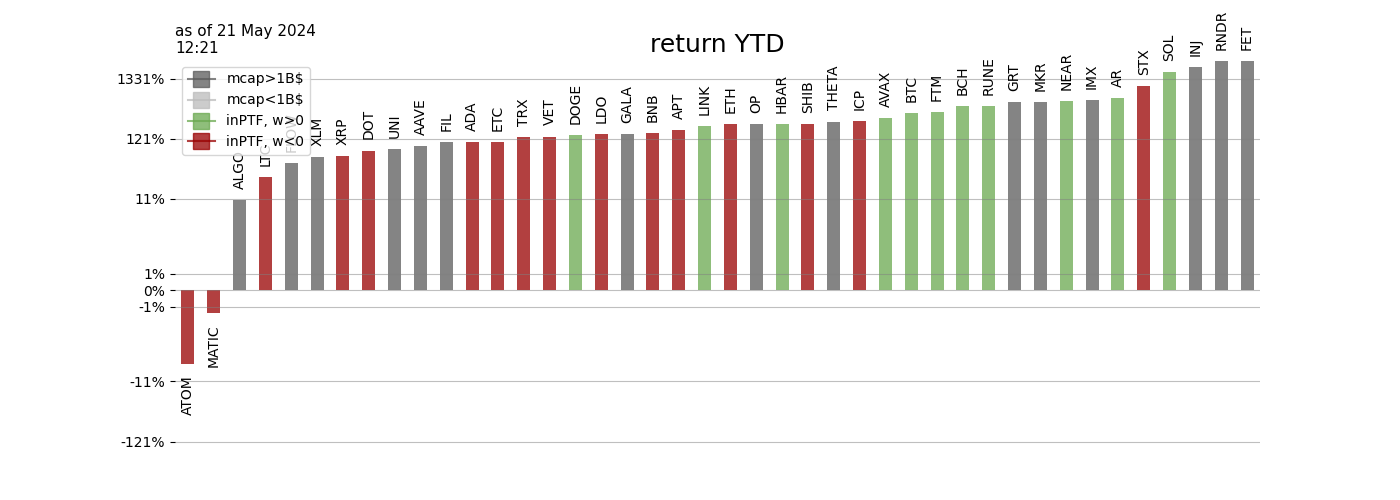 as of 21 May 2024
12:21
return YTD
mcap>1B$
mcap<1B$
inPTF, w>0
inPTF, w<0
1331%
121%
11%
1%
0%
-1%
-11%
-121%
ATOM
MATIC
ALGO
LTC
FLOW
XLM
XRP
DOT
UNI
AAVE
FIL
ADA
ETC
TRX
VET
DOGE
LDO
GALA
BNB
APT
LINK
ETH
OP
HBAR
SHIB
THETA
ICP
AVAX
BTC
FTM
BCH
RUNE
GRT
MKR
NEAR
IMX
AR
STX
SOL
INJ
RNDR
FET